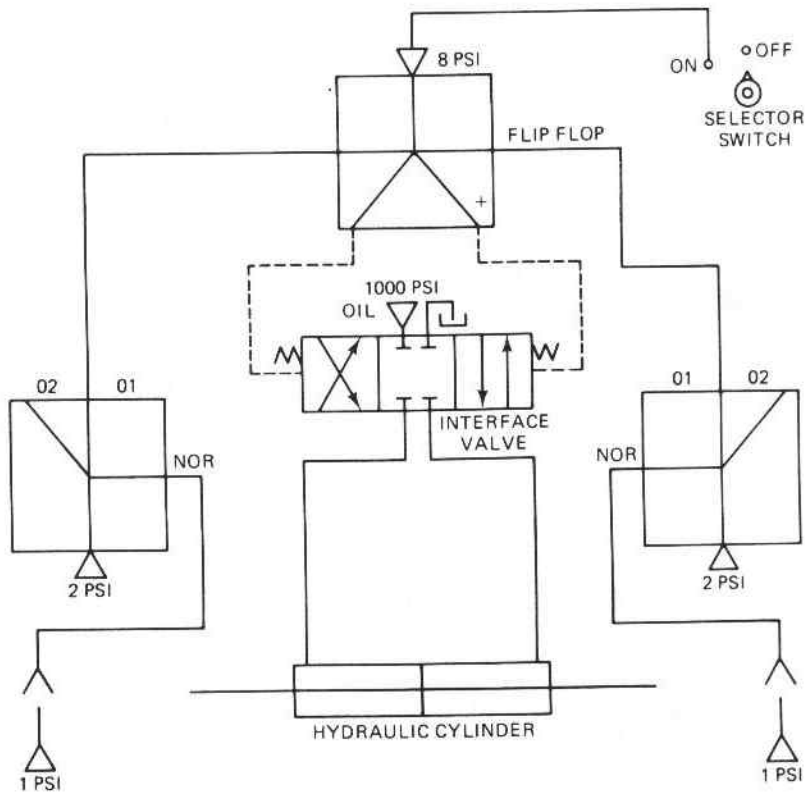 8 PSI
ON
OFF
SELECTOR
SWITCH
FLIP FLOP
+
1000 PSI
OIL
02 01
01 02
INTERFACE
VALVE
NOR
NOR
2 PSI
2 PSI
HYDRAULIC CYLINDER
1 PSI
1 PSI